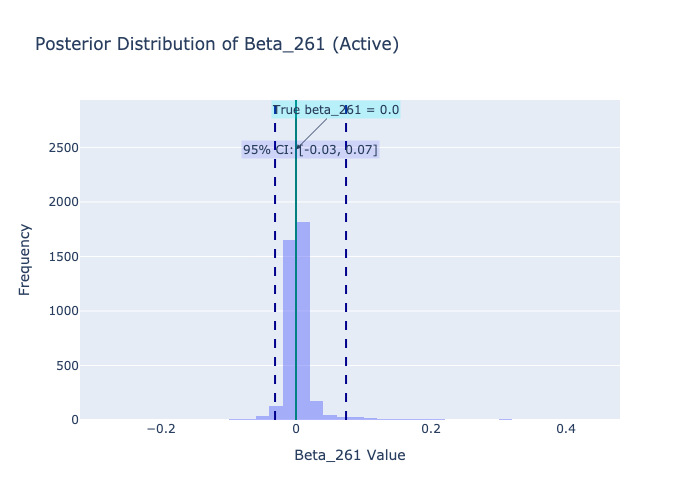 Posterior Distribution of Beta_261 (Active)
True beta_261 = 0.0
95% CI: [-0.03, 0.07]
2500
2000
1500
1000
500
0
Frequency
−0.2
0
0.2
0.4
Beta_261 Value